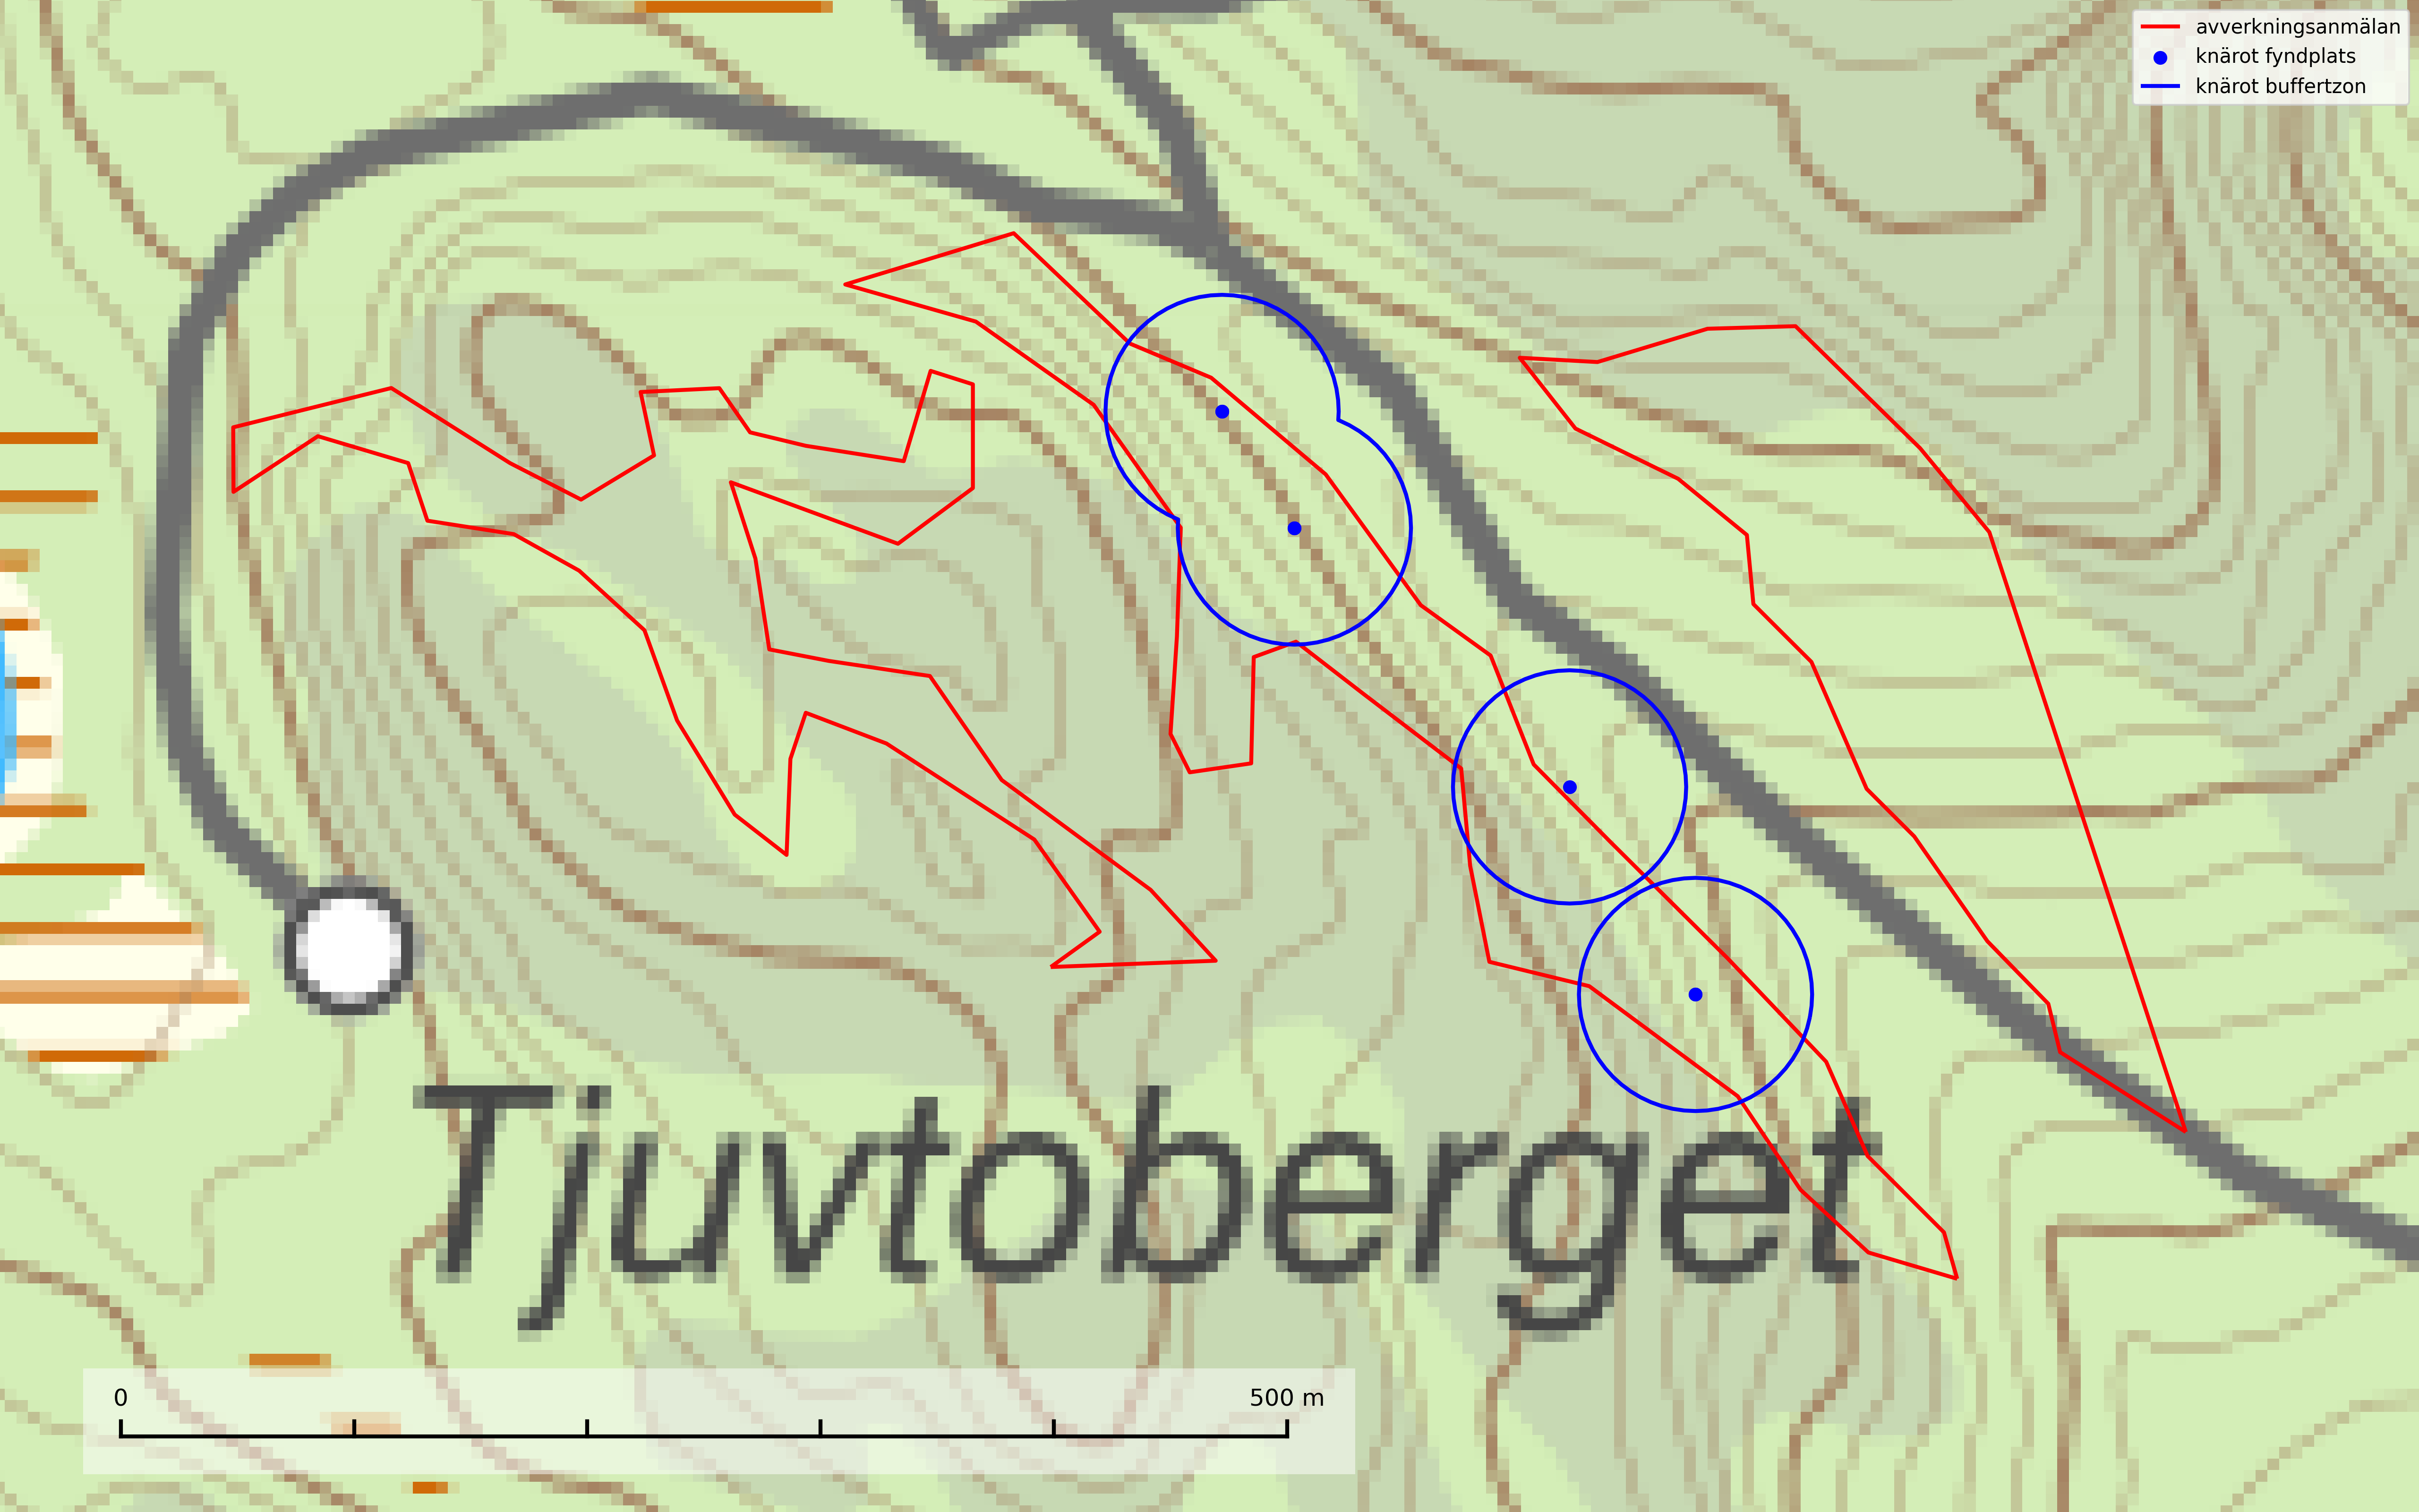 avverkningsanmälan
knärot fyndplats
knärot buffertzon
Tjuvtoberget
0 500 m